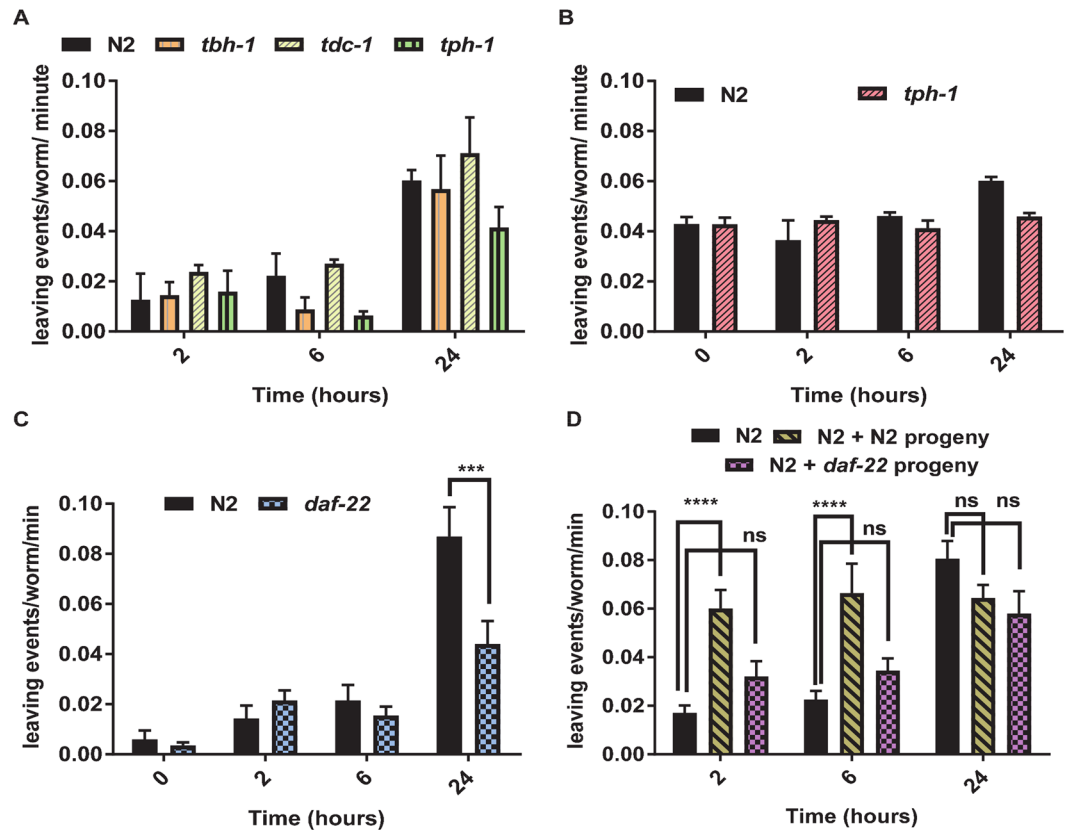 A
N2 tbh-1 tdc-1 tph-1
leaving events/worm/ minute
0.10
0.08
0.06
0.04
0.02
0.00
2 6 24
Time (hours)
B
N2 tph-1
leaving events/worm/ minute
0.10
0.08
0.06
0.04
0.02
0.00
0 2 6 24
Time (hours)
C
N2 daf-22
leaving events/worm/min
0.10
0.08
0.06
0.04
0.02
0.00
***
0 2 6 24
Time (hours)
D
N2 N2 + N2 progeny
N2 + daf-22 progeny
leaving events/worm/min
0.10
0.08
0.06
0.04
0.02
0.00
**** ns **** ns ns ns
2 6 24
Time (hours)